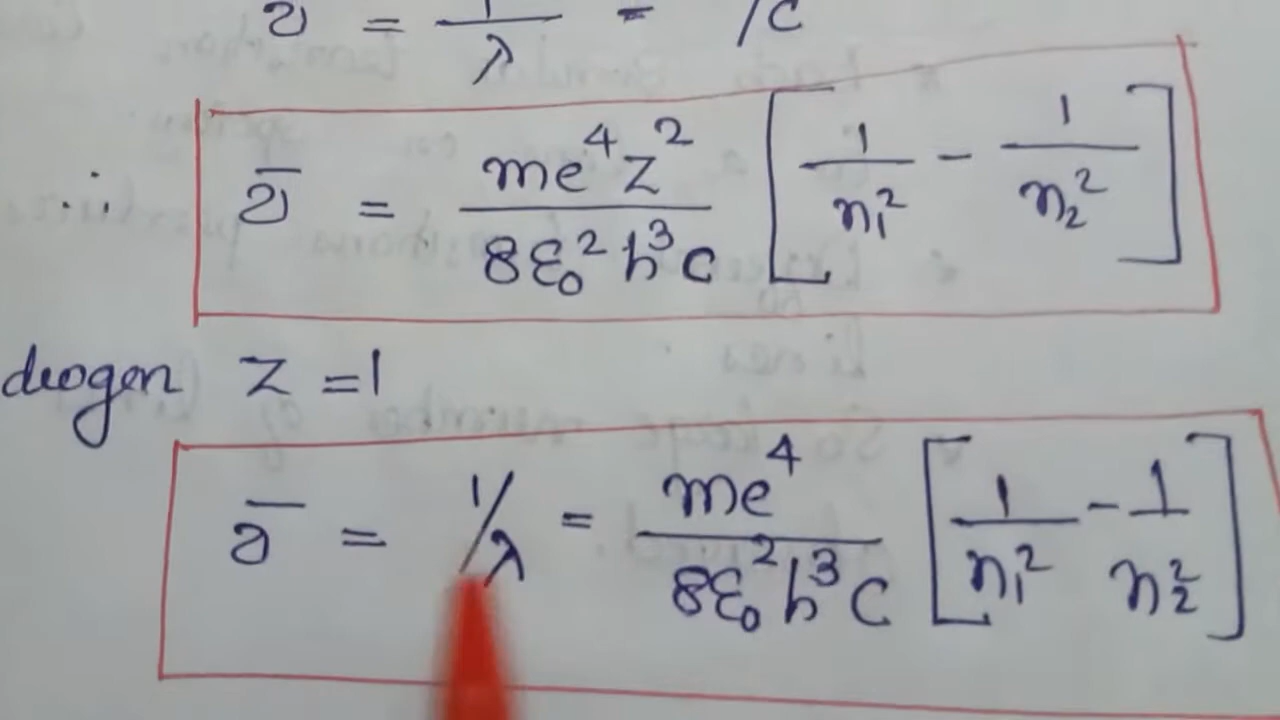 ν̄ = 1/λ = /c
∴ ν̄ = me⁴z²/8ε₀²h³c [1/n₁² - 1/n₂²]
drogen Z = 1
ν̄ = 1/λ = me⁴/8ε₀²h³c [1/n₁² - 1/n₂²]